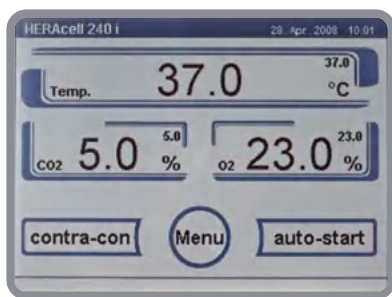 HERAcell 240 i 28. Apr. 2008 10:01
37.0
Temp. 37.0 °C
5.0 23.0
CO2 5.0 % O2 23.0 %
contra-con Menu auto-start